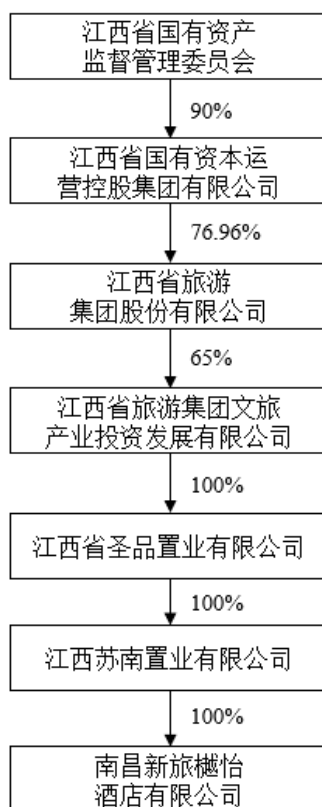 江西省国有资产
监督管理委员会
90%
江西省国有资本运
营控股集团有限公司
76.96%
江西省旅游
集团股份有限公司
65%
江西省旅游集团文旅
产业投资发展有限公司
100%
江西省圣品置业有限公司
100%
江西苏南置业有限公司
100%
南昌新旅樾怡
酒店有限公司